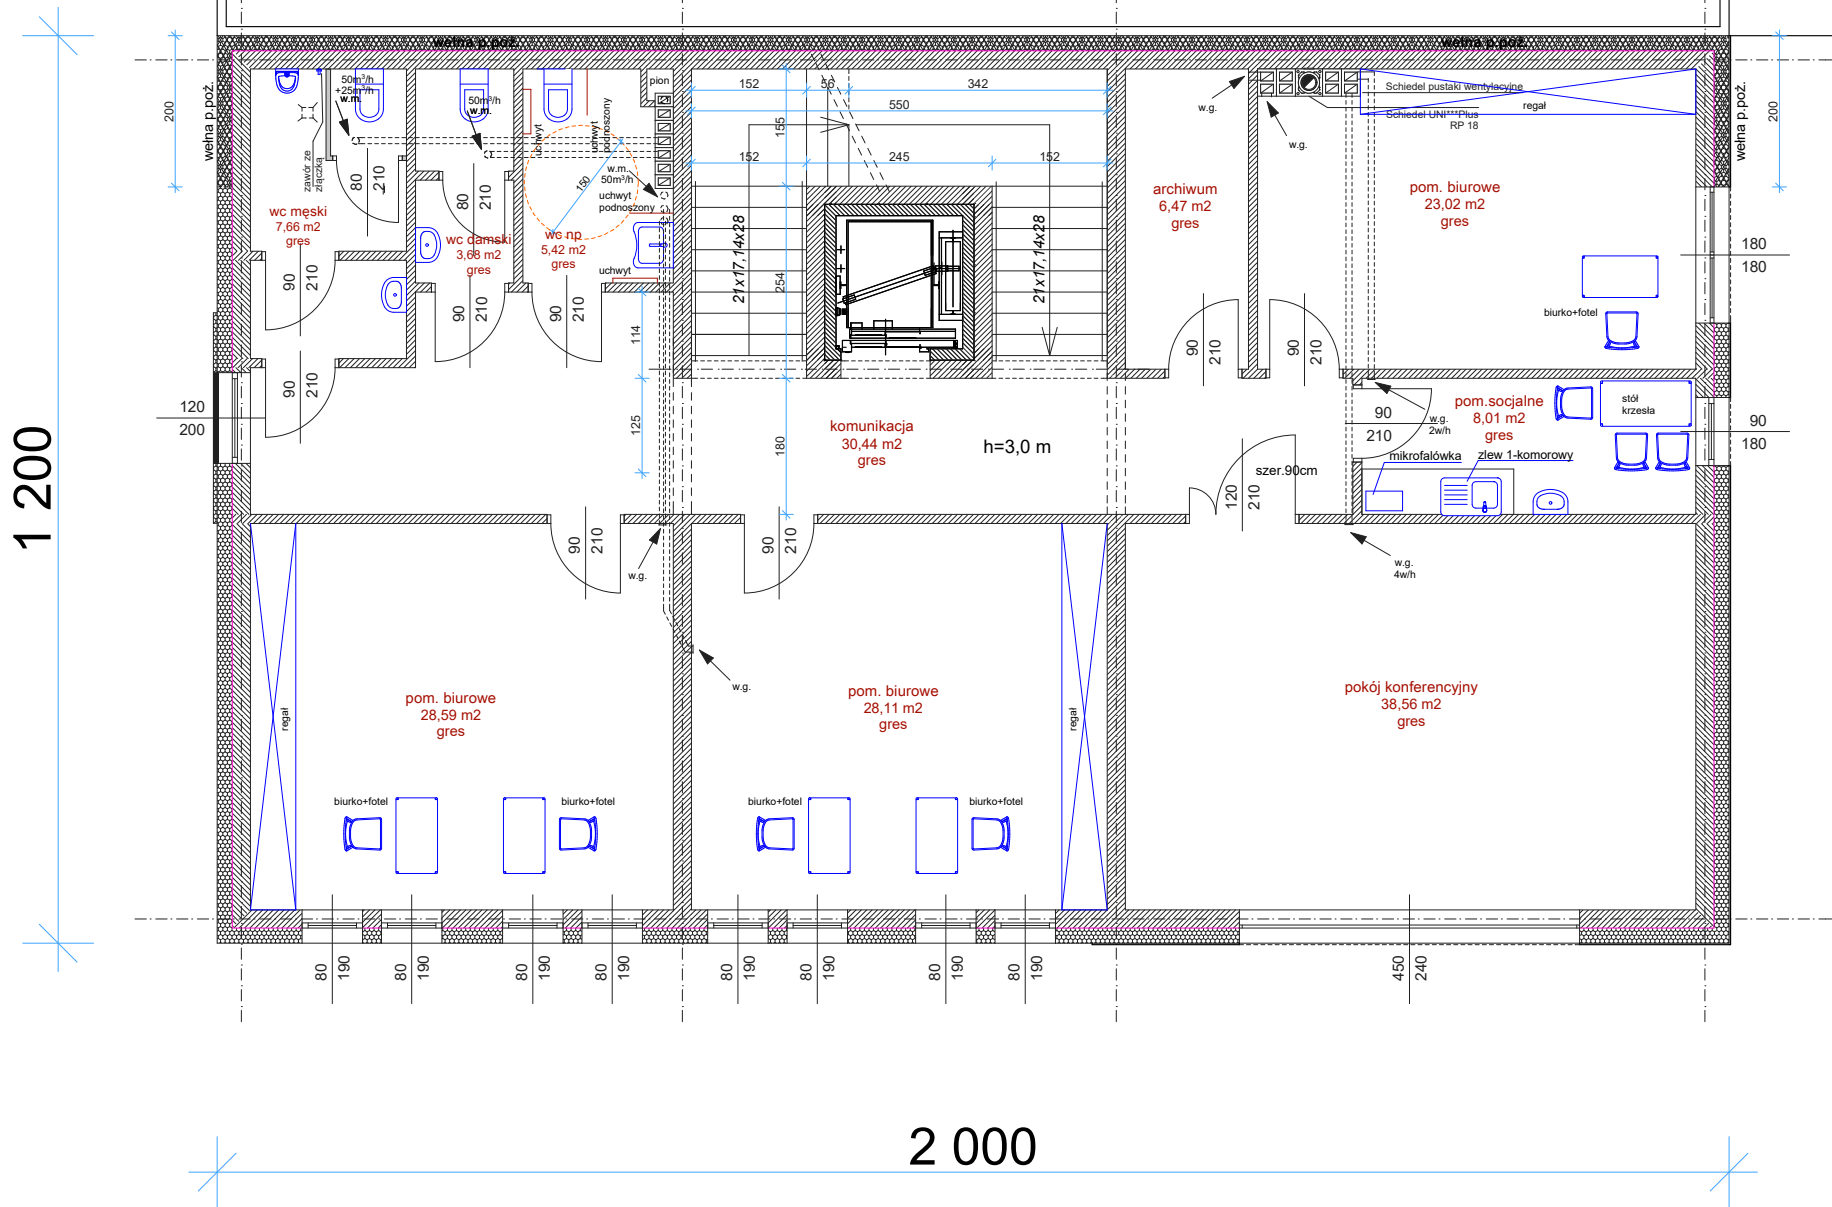 wełna p.poż.
wełna p.poż.
wełna p.poż.
wełna p.poż.
200
200
1 200
2 000
50m³/h
+25m³/h
w.m.
50m³/h
w.m.
zawór ze
złączką
80
210
80
210
uchwyt
uchwyt
podnoszony
150
pion
w.m.
50m³/h
uchwyt
podnoszony
uchwyt
wc męski
7,66 m2
gres
wc damski
3,68 m2
gres
wc np
5,42 m2
gres
90
210
90
210
90
210
90
210
152
56
342
550
155
152
245
152
21x17,14x28
254
21x17,14x28
114
125
180
120
200
archiwum
6,47 m2
gres
90
210
w.g.
w.g.
90
210
Schiedel pustaki wentylacyjne
regał
Schiedel UNI***Plus
RP 18
pom. biurowe
23,02 m2
gres
biurko+fotel
180
180
komunikacja
30,44 m2
gres
h=3,0 m
pom.socjalne
8,01 m2
gres
90
210
w.g.
2w/h
stół
krzesła
90
180
mikrofalówka
zlew 1-komorowy
szer.90cm
120
210
w.g.
4w/h
90
210
w.g.
90
210
w.g.
regał
pom. biurowe
28,59 m2
gres
biurko+fotel
biurko+fotel
pom. biurowe
28,11 m2
gres
biurko+fotel
biurko+fotel
regał
pokój konferencyjny
38,56 m2
gres
80
190
80
190
80
190
80
190
80
190
80
190
80
190
80
190
450
240